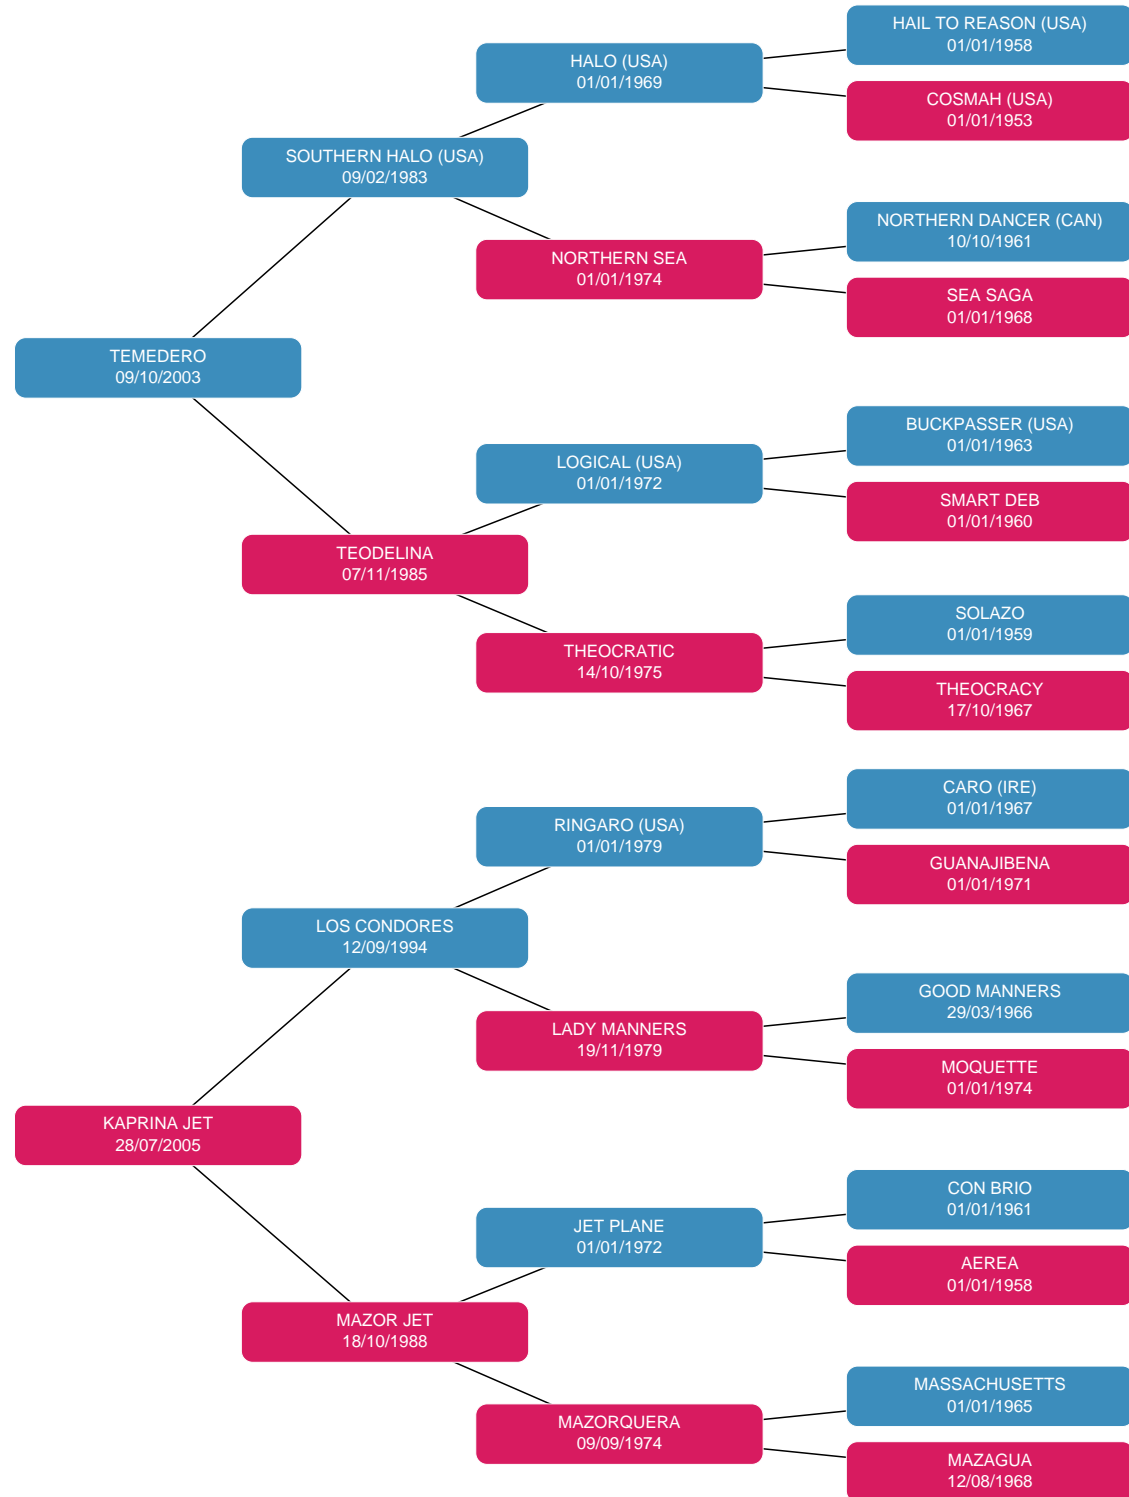 HAIL TO REASON (USA)
01/01/1958
HALO (USA)
01/01/1969
COSMAH (USA)
01/01/1953
SOUTHERN HALO (USA)
09/02/1983
NORTHERN DANCER (CAN)
10/10/1961
NORTHERN SEA
01/01/1974
SEA SAGA
01/01/1968
TEMEDERO
09/10/2003
BUCKPASSER (USA)
01/01/1963
LOGICAL (USA)
01/01/1972
SMART DEB
01/01/1960
TEODELINA
07/11/1985
SOLAZO
01/01/1959
THEOCRATIC
14/10/1975
THEOCRACY
17/10/1967
CARO (IRE)
01/01/1967
RINGARO (USA)
01/01/1979
GUANAJIBENA
01/01/1971
LOS CONDORES
12/09/1994
GOOD MANNERS
29/03/1966
LADY MANNERS
19/11/1979
MOQUETTE
01/01/1974
KAPRINA JET
28/07/2005
CON BRIO
01/01/1961
JET PLANE
01/01/1972
AEREA
01/01/1958
MAZOR JET
18/10/1988
MASSACHUSETTS
01/01/1965
MAZORQUERA
09/09/1974
MAZAGUA
12/08/1968